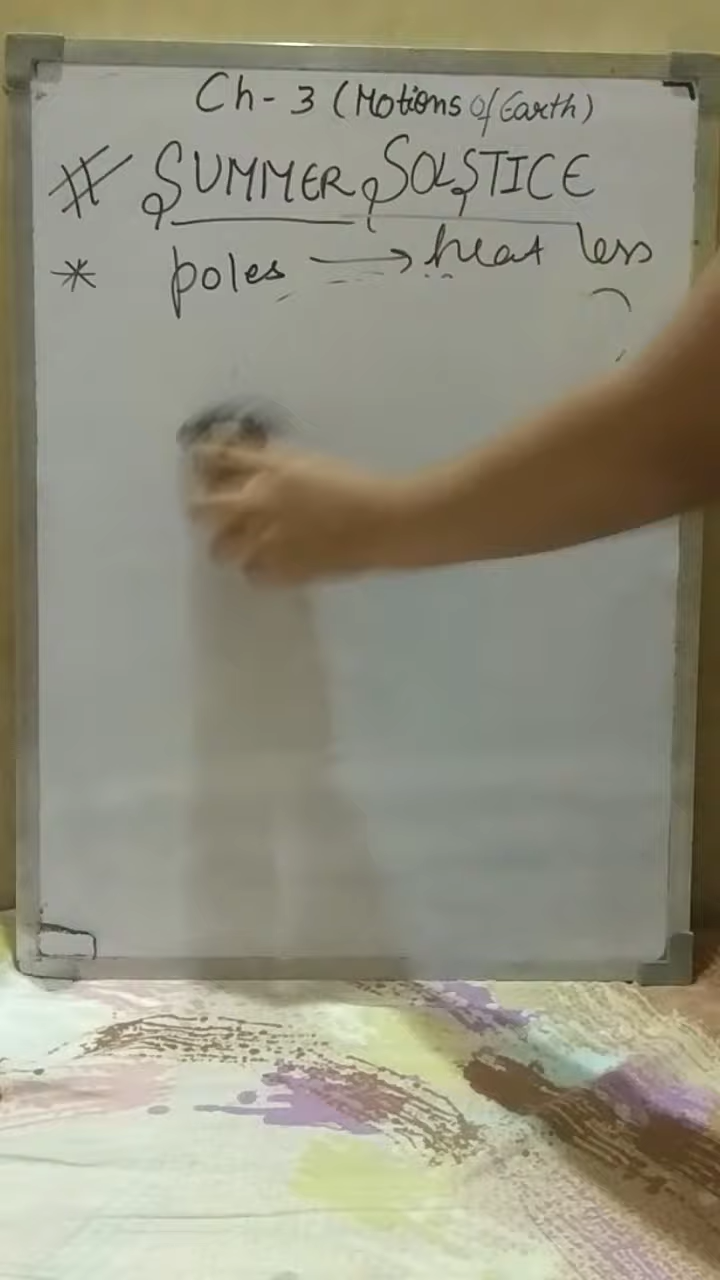 Ch - 3 (Motions Of Earth)
# SUMMER SOLSTICE
* poles → heat less